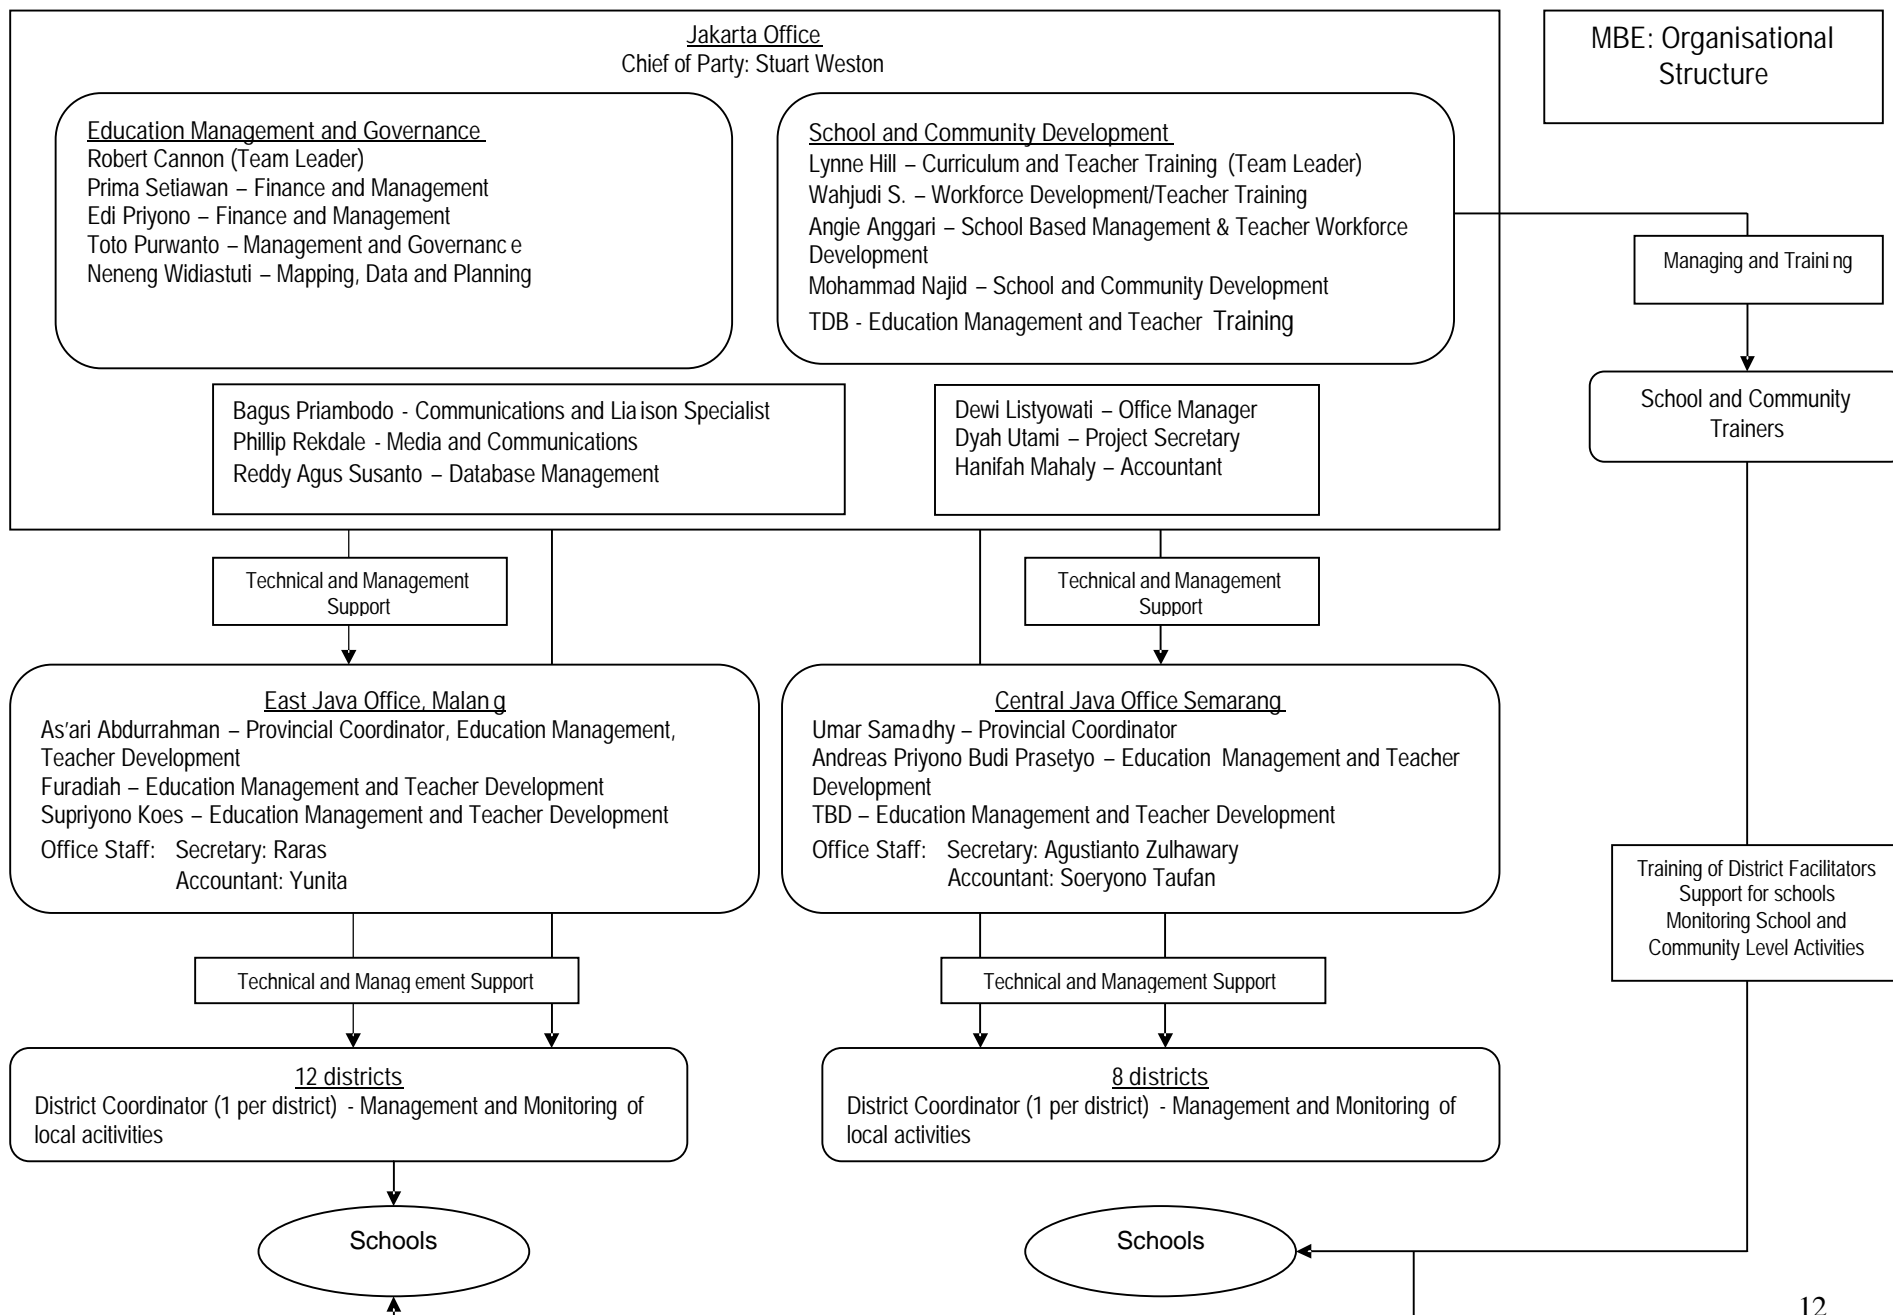 Jakarta Office
Chief of Party: Stuart Weston
MBE: Organisational
Structure
Education Management and Governance
Robert Cannon (Team Leader)
Prima Setiawan – Finance and Management
Edi Priyono – Finance and Management
Toto Purwanto – Management and Governance
Neneng Widiastuti – Mapping, Data and Planning
School and Community Development
Lynne Hill – Curriculum and Teacher Training (Team Leader)
Wahjudi S. – Workforce Development/Teacher Training
Angie Anggari – School Based Management & Teacher Workforce
Development
Mohammad Najid – School and Community Development
TDB - Education Management and Teacher Training
Managing and Training
School and Community
Trainers
Bagus Priambodo - Communications and Liaison Specialist
Phillip Rekdale - Media and Communications
Reddy Agus Susanto – Database Management
Dewi Listyowati – Office Manager
Dyah Utami – Project Secretary
Hanifah Mahaly – Accountant
Technical and Management
Support
Technical and Management
Support
East Java Office, Malang
As'ari Abdurrahman – Provincial Coordinator, Education Management,
Teacher Development
Furadiah – Education Management and Teacher Development
Supriyono Koes – Education Management and Teacher Development
Office Staff: Secretary: Raras
Accountant: Yunita
Central Java Office Semarang
Umar Samadhy – Provincial Coordinator
Andreas Priyono Budi Prasetyo – Education Management and Teacher
Development
TBD – Education Management and Teacher Development
Office Staff: Secretary: Agustianto Zulhawary
Accountant: Soeryono Taufan
Training of District Facilitators
Support for schools
Monitoring School and
Community Level Activities
Technical and Management Support
Technical and Management Support
12 districts
District Coordinator (1 per district) - Management and Monitoring of
local acitivities
8 districts
District Coordinator (1 per district) - Management and Monitoring of
local activities
Schools
Schools
12